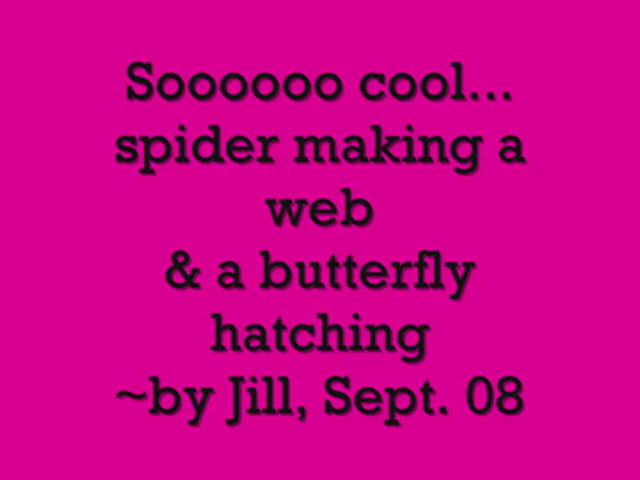 Soooooo cool...
spider making a
web
& a butterfly
hatching
~by Jill, Sept. 08